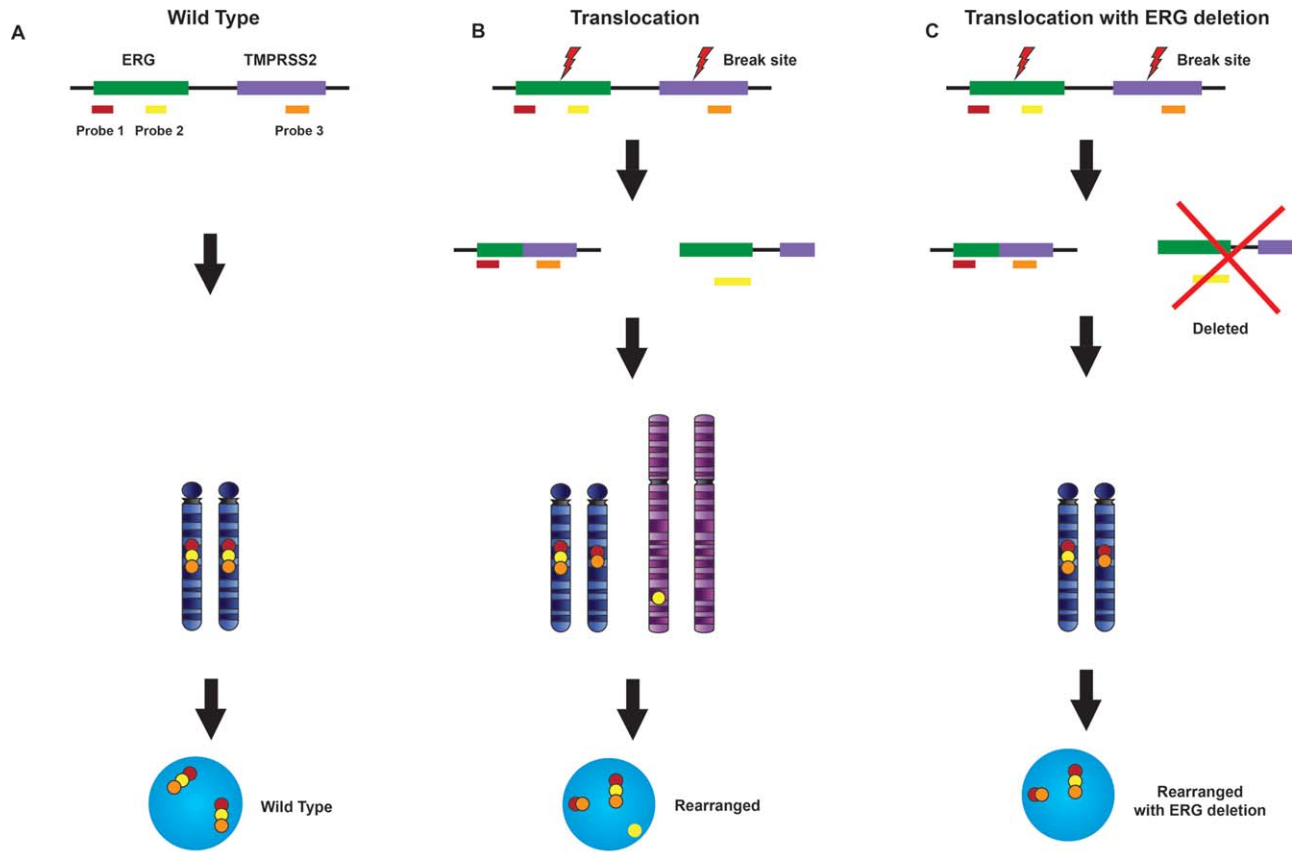 A
Wild Type
ERG
TMPRSS2
Probe 1
Probe 2
Probe 3
Wild Type
B
Translocation
Break site
Rearranged
C
Translocation with ERG deletion
Break site
Deleted
Rearranged
with ERG deletion